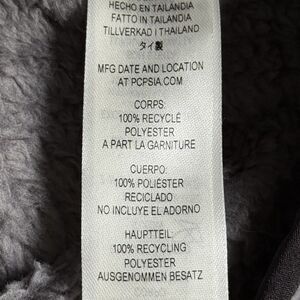 HECHO EN TAILANDIA
FATTO IN TAILANDIA
TILLVERKAD I THAILAND
タイ製
MFG DATE AND LOCATION
AT PCPSIA.COM
CORPS:
100% RECYCLÉ
POLYESTER
A PART LA GARNITURE
CUERPO:
100% POLIÉSTER
RECICLADO
NO INCLUYE EL ADORNO
HAUPTTEIL:
100% RECYCLING
POLYESTER
AUSGENOMMEN BESATZ